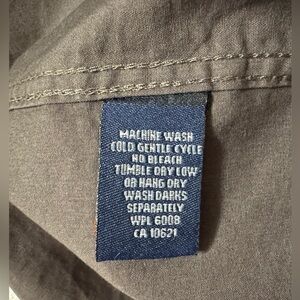 MACHINE WASH
COLD GENTLE CYCLE
NO BLEACH
TUMBLE DRY LOW
OR HANG DRY
WASH DARKS
SEPARATELY
WPL 6008
CA 10621